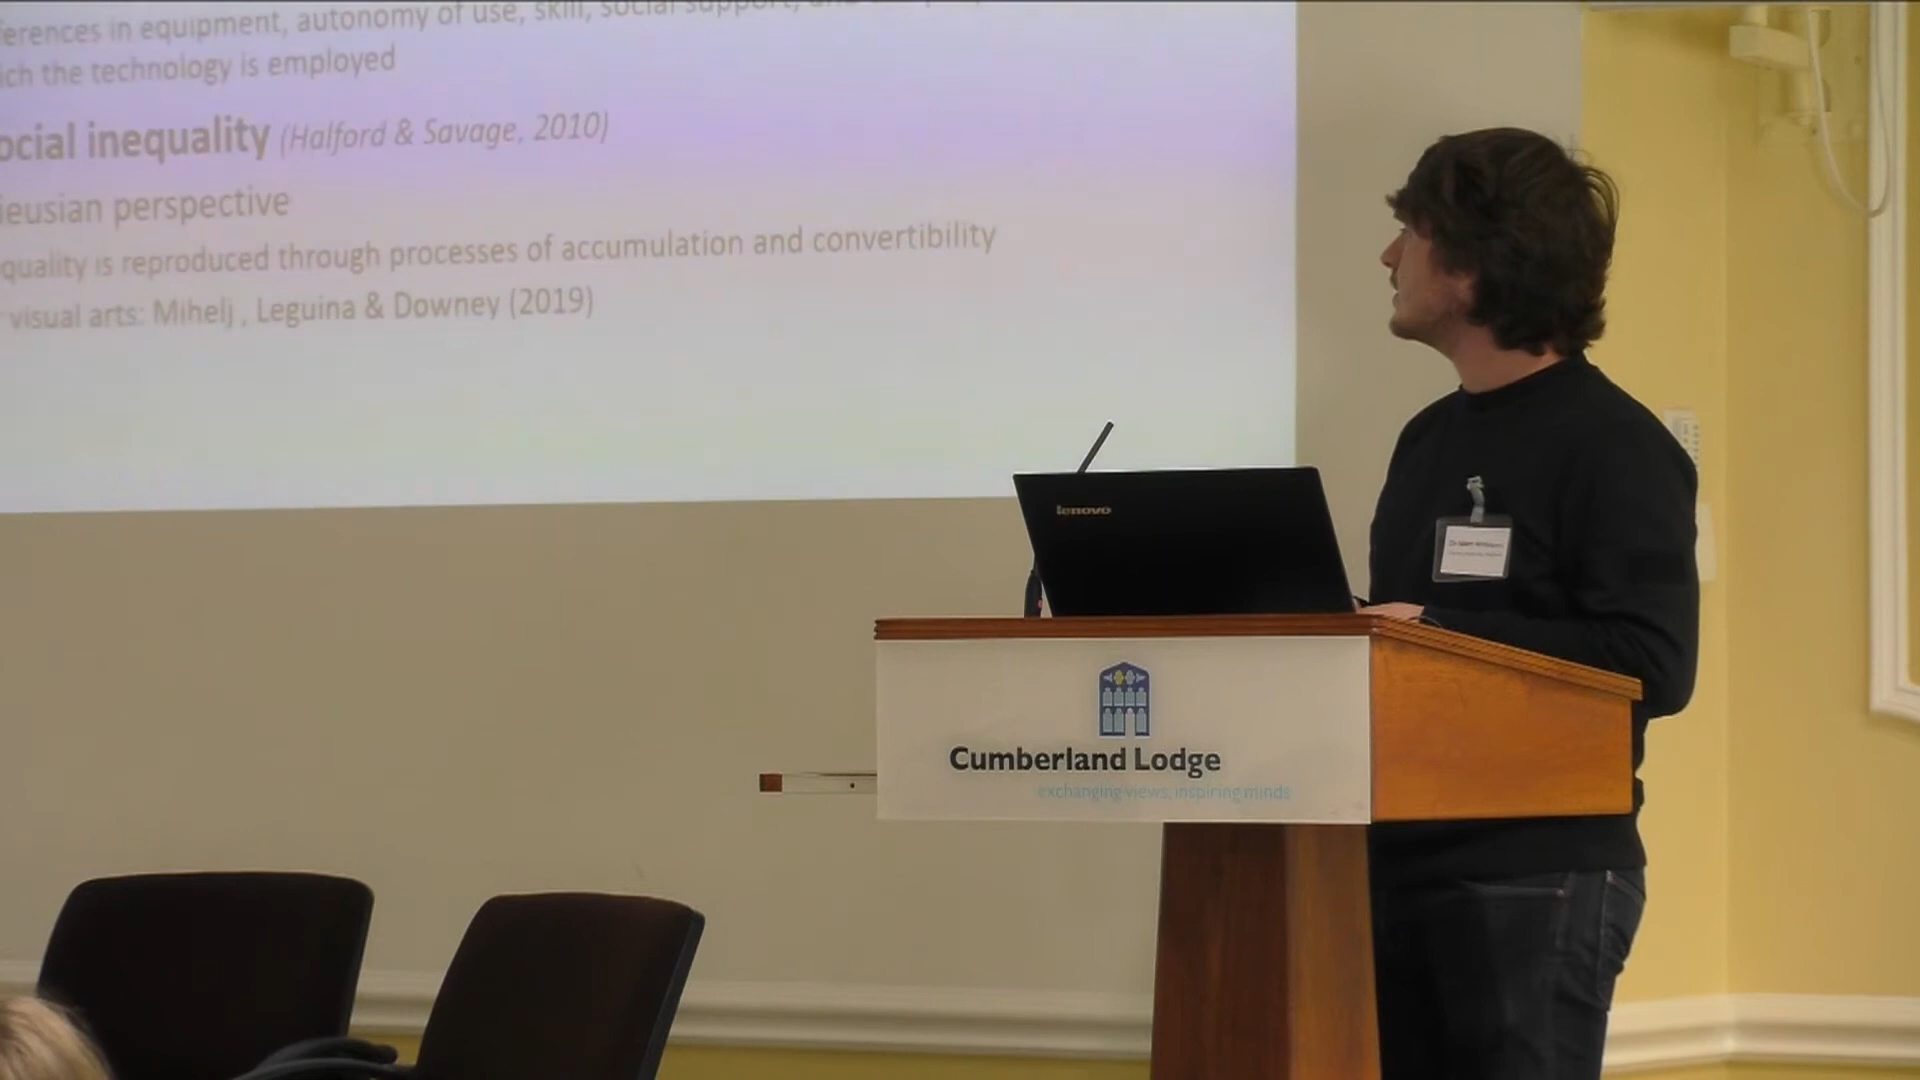 ferences in equipment, autonomy of use, skill, social support,
ich the technology is employed
ocial inequality (Halford & Savage, 2010)
ieusian perspective
quality is reproduced through processes of accumulation and convertibility
visual arts: Mihelj, Leguina & Downey (2019)
lenovo
Cumberland Lodge
exchanging views, inspiring minds